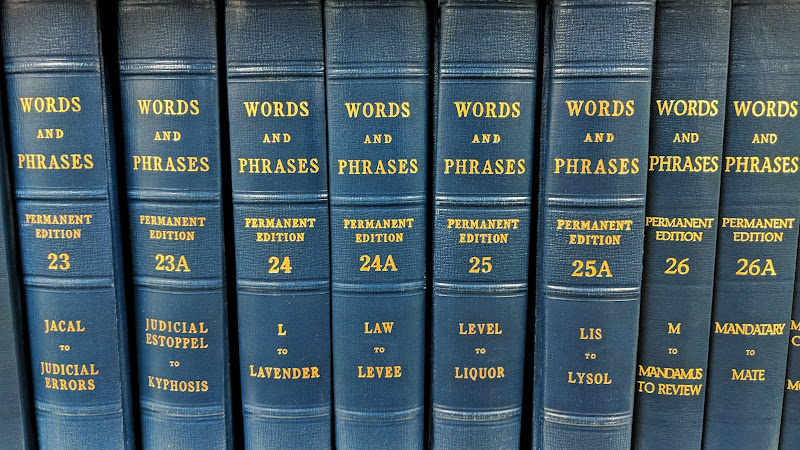 WORDS
AND
PHRASES
PERMANENT
EDITION
23
JACAL
TO
JUDICIAL
ERRORS
WORDS
AND
PHRASES
PERMANENT
EDITION
23A
JUDICIAL
ESTOPPEL
TO
KYPHOSIS
WORDS
AND
PHRASES
PERMANENT
EDITION
24
L
TO
LAVENDER
WORDS
AND
PHRASES
PERMANENT
EDITION
24A
LAW
TO
LEVEE
WORDS
AND
PHRASES
PERMANENT
EDITION
25
LEVEL
TO
LIQUOR
WORDS
AND
PHRASES
PERMANENT
EDITION
25A
LIS
TO
LYSOL
WORDS
AND
PHRASES
PERMANENT
EDITION
26
M
TO
MANDAMUS
TO REVIEW
WORDS
AND
PHRASES
PERMANENT
EDITION
26A
MANDATARY
TO
MATE